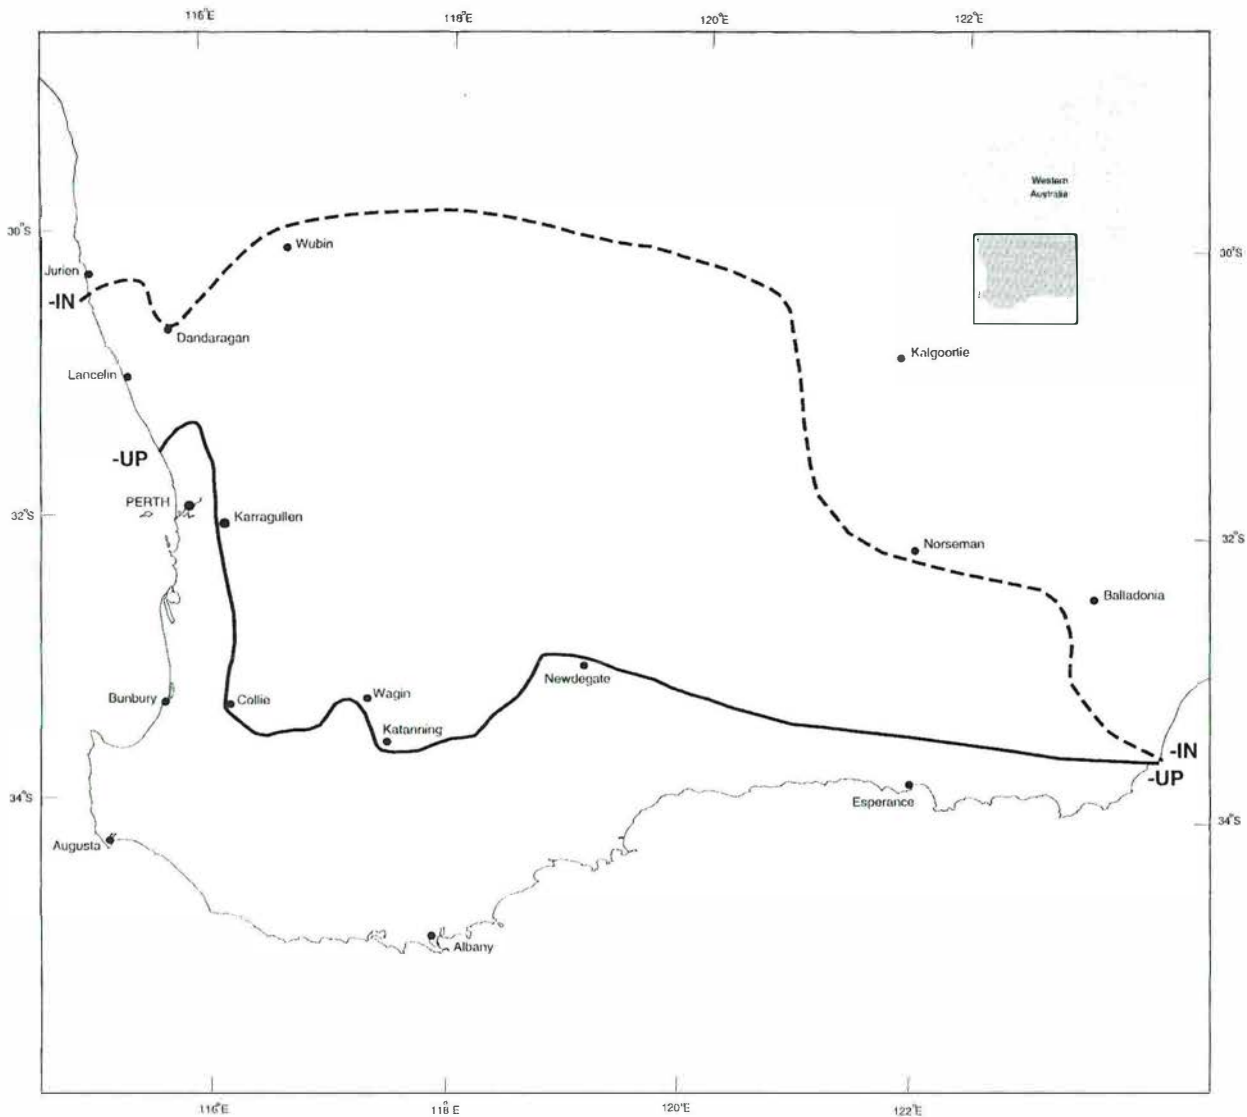 116°E
118°E
120°E
122°E
Western
Australia
30°S
30°S
Wubin
Jurien
-IN
Dandaragan
Kalgoorlie
Lancelin
-UP
PERTH
Karragullen
32°S
32°S
Norseman
Balladonia
Newdegate
Wagin
Bunbury
Collie
Katanning
-IN
-UP
34°S
Esperance
34°S
Augusta
Albany
116°E
118°E
120°E
122°E